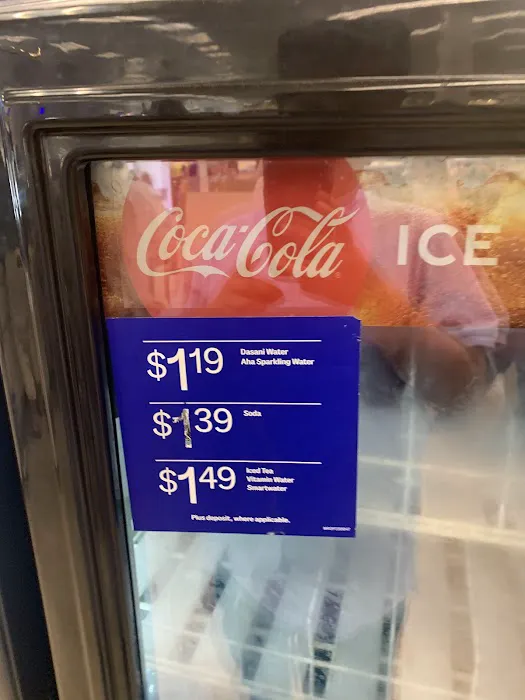 Coca-Cola
ICE
$1.19 Dasani Water
Aha Sparkling Water
$1.39 Soda
$1.49 Iced Tea
Vitamin Water
Smartwater
Plus deposit, where applicable.